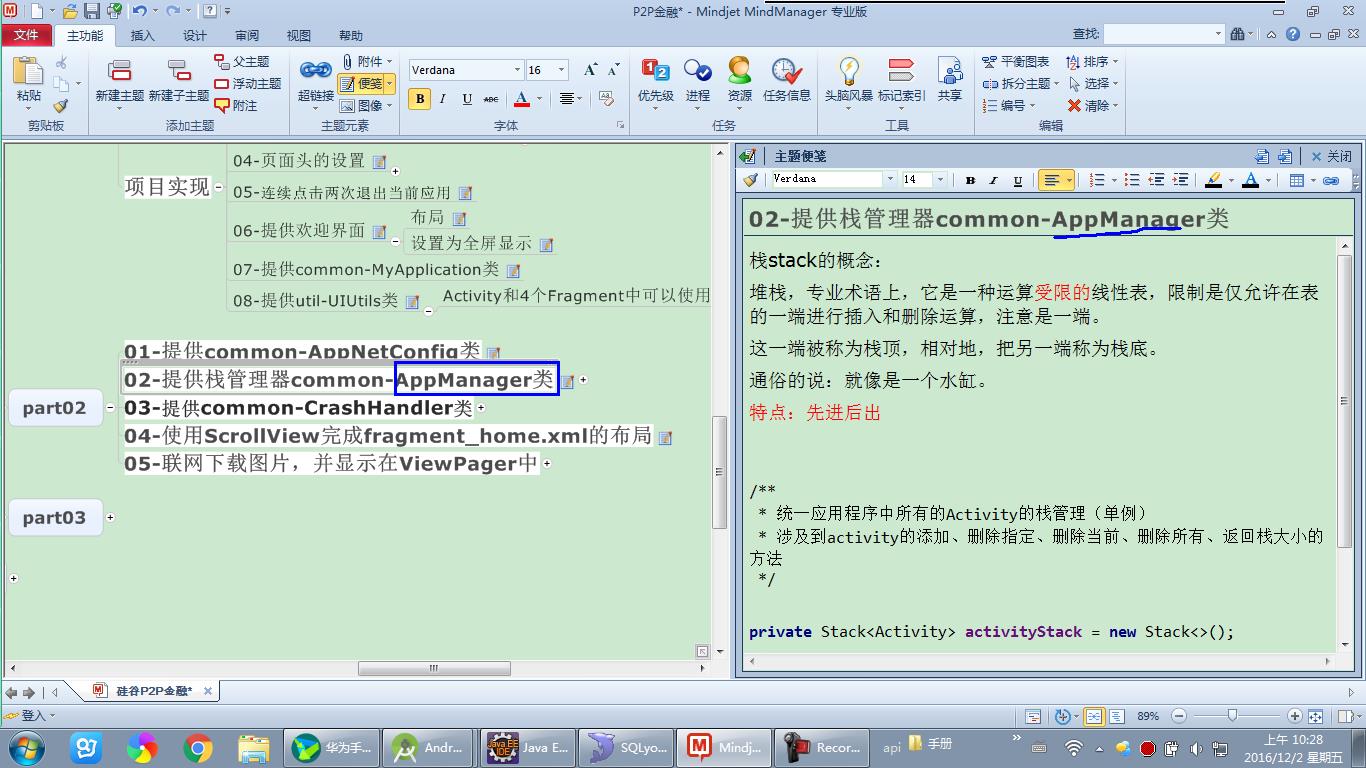 P2P金融* - Mindjet MindManager 专业版
文件 主功能 插入 设计 审阅 视图 帮助 查找:
粘贴 新建主题 新建子主题 父主题 浮动主题 附注 超链接 附件 便笺 图像
Verdana 16
B I U ABC A
优先级 进程 资源 任务信息 头脑风暴 标记索引 共享 平衡图表 拆分主题 编号 排序 选择 清除
剪贴板 添加主题 主题元素 字体 任务 工具 编辑
项目实现
04-页面头的设置
05-连续点击两次退出当前应用
06-提供欢迎界面
布局
设置为全屏显示
07-提供common-MyApplication类
08-提供util-UIUtils类
Activity和4个Fragment中可以使用
part02
01-提供common-AppNetConfig类
02-提供栈管理器common-AppManager类
03-提供common-CrashHandler类
04-使用ScrollView完成fragment_home.xml的布局
05-联网下载图片，并显示在ViewPager中
part03
主题便笺 关闭
Verdana 14 B I U A
02-提供栈管理器common-AppManager类
栈stack的概念：
堆栈，专业术语上，它是一种运算受限的线性表，限制是仅允许在表
的一端进行插入和删除运算，注意是一端。
这一端被称为栈顶，相对地，把另一端称为栈底。
通俗的说：就像是一个水缸。
特点：先进后出
/**
* 统一应用程序中所有的Activity的栈管理（单例）
* 涉及到activity的添加、删除指定、删除当前、删除所有、返回栈大小的
方法
*/
private Stack<Activity> activityStack = new Stack<>();
硅谷P2P金融*
登入 89%
华为手... Andr... Java E... SQLyo... Mindj... Recor... api 手册
上午 10:28
2016/12/2 星期五